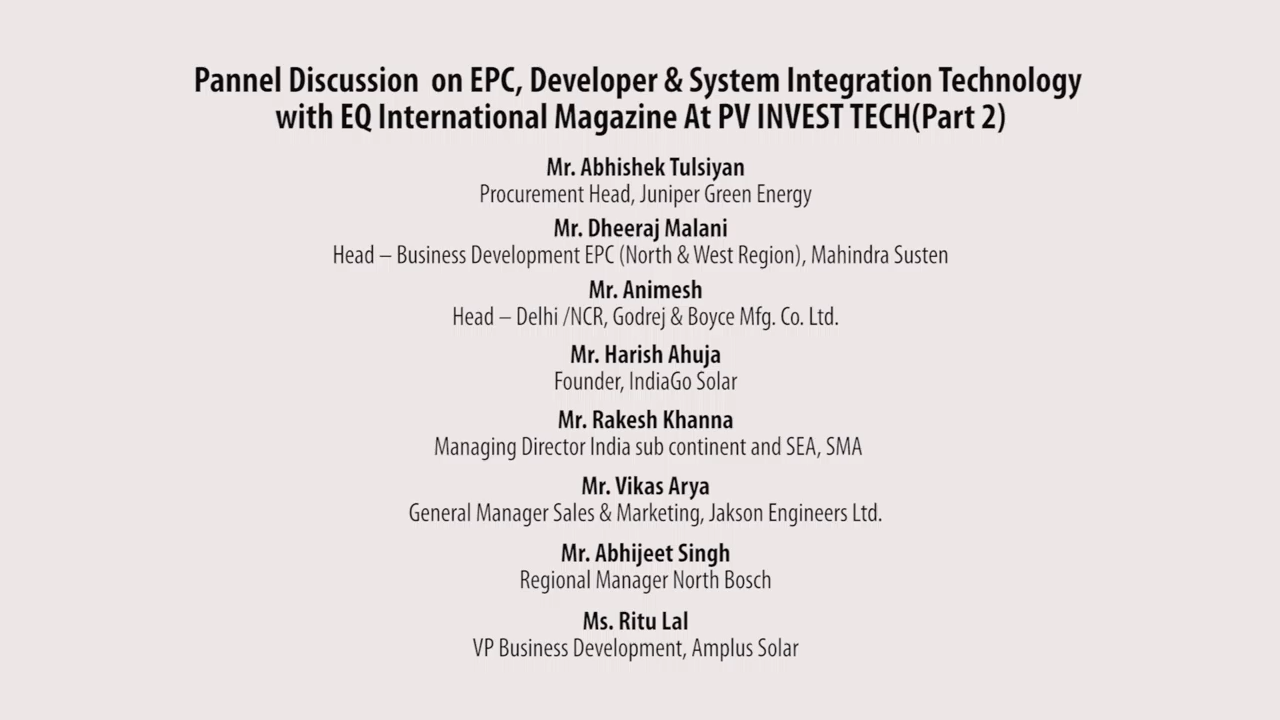 Pannel Discussion on EPC, Developer & System Integration Technology
with EQ International Magazine At PV INVEST TECH(Part 2)
Mr. Abhishek Tulsiyan
Procurement Head, Juniper Green Energy
Mr. Dheeraj Malani
Head – Business Development EPC (North & West Region), Mahindra Susten
Mr. Animesh
Head – Delhi /NCR, Godrej & Boyce Mfg. Co. Ltd.
Mr. Harish Ahuja
Founder, IndiaGo Solar
Mr. Rakesh Khanna
Managing Director India sub continent and SEA, SMA
Mr. Vikas Arya
General Manager Sales & Marketing, Jakson Engineers Ltd.
Mr. Abhijeet Singh
Regional Manager North Bosch
Ms. Ritu Lal
VP Business Development, Amplus Solar